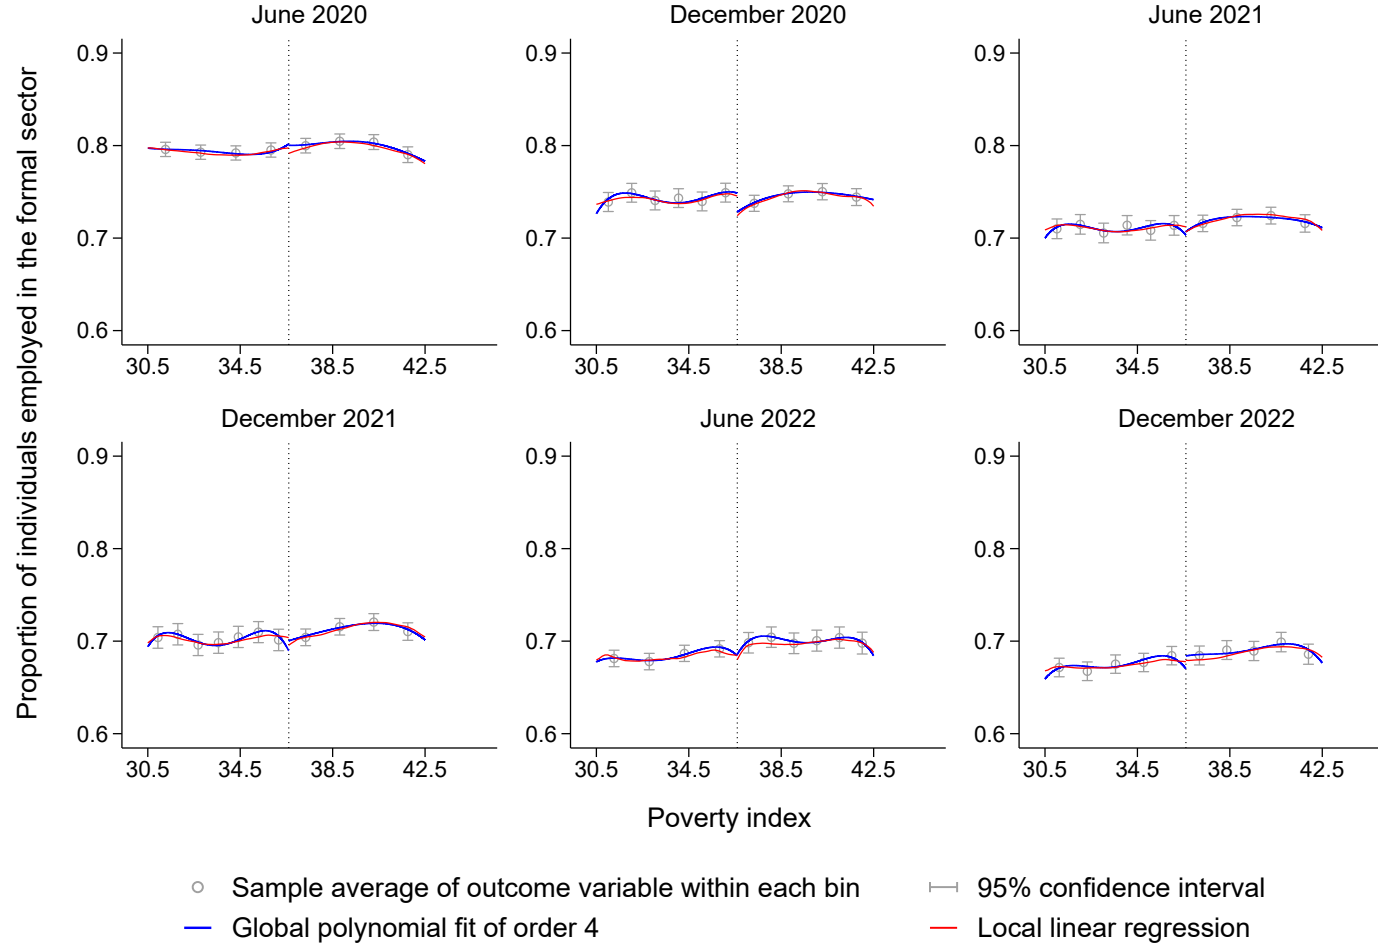 June 2020
December 2020
June 2021
0.9
0.8
0.7
0.6
30.5 34.5 38.5 42.5
0.9
0.8
0.7
0.6
30.5 34.5 38.5 42.5
0.9
0.8
0.7
0.6
30.5 34.5 38.5 42.5
Proportion of individuals employed in the formal sector
December 2021
June 2022
December 2022
0.9
0.8
0.7
0.6
30.5 34.5 38.5 42.5
0.9
0.8
0.7
0.6
30.5 34.5 38.5 42.5
0.9
0.8
0.7
0.6
30.5 34.5 38.5 42.5
Poverty index
Sample average of outcome variable within each bin
95% confidence interval
Global polynomial fit of order 4
Local linear regression